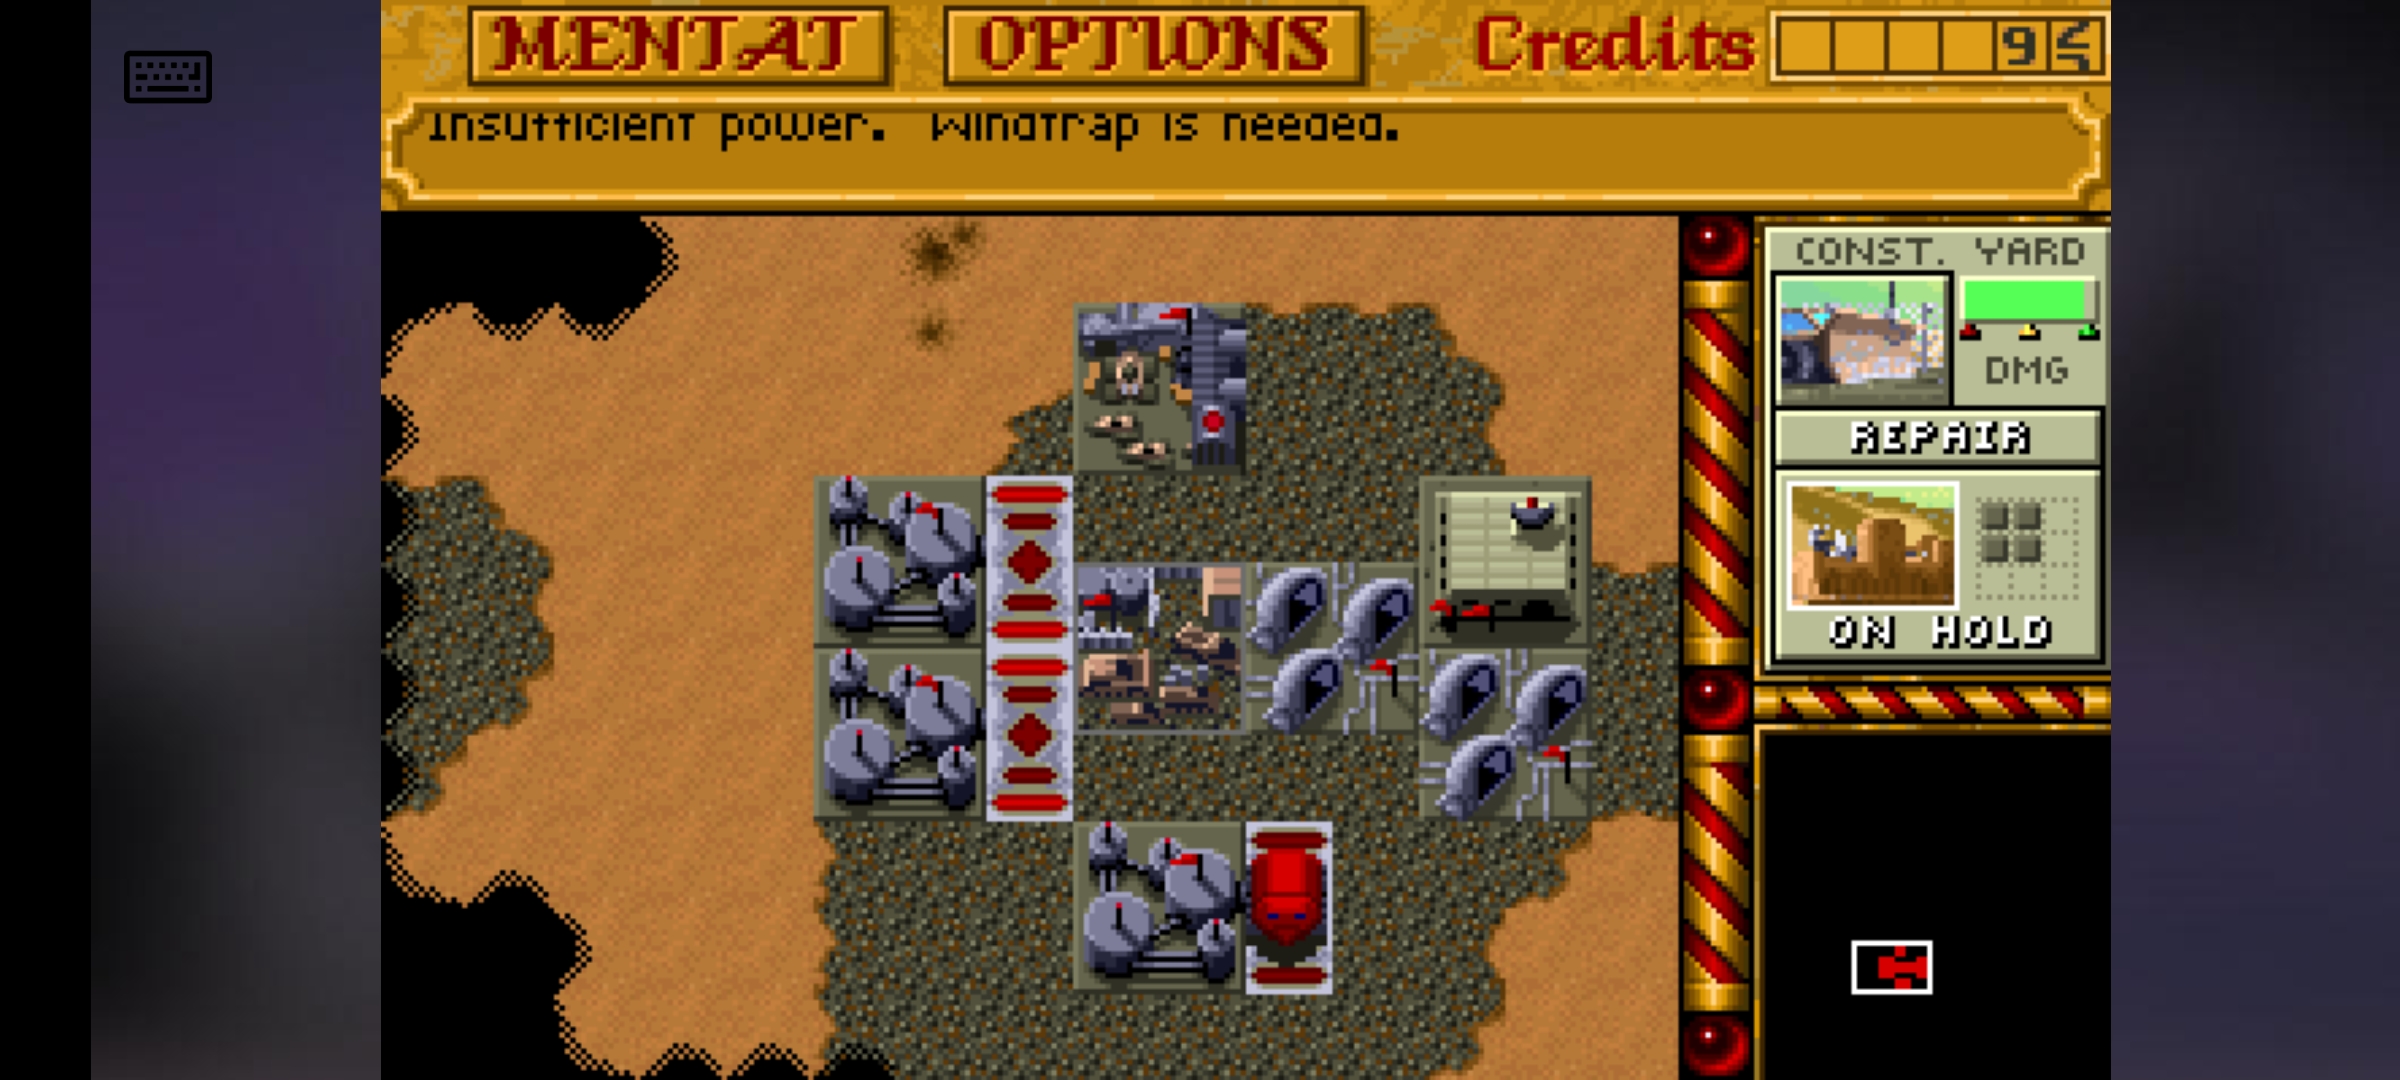 MENTAT OPTIONS Credits 9
Insufficient power. Windtrap is needed.
CONST. YARD
DMG
REPAIR
ON HOLD